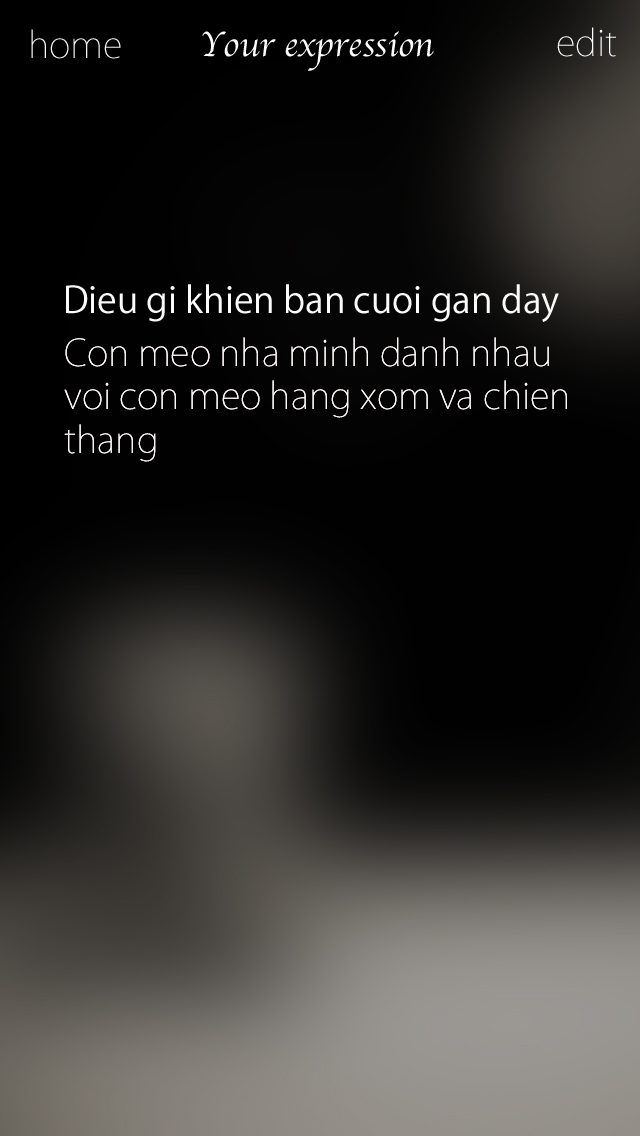 home Your expression edit
Dieu gi khien ban cuoi gan day
Con meo nha minh danh nhau
voi con meo hang xom va chien
thang